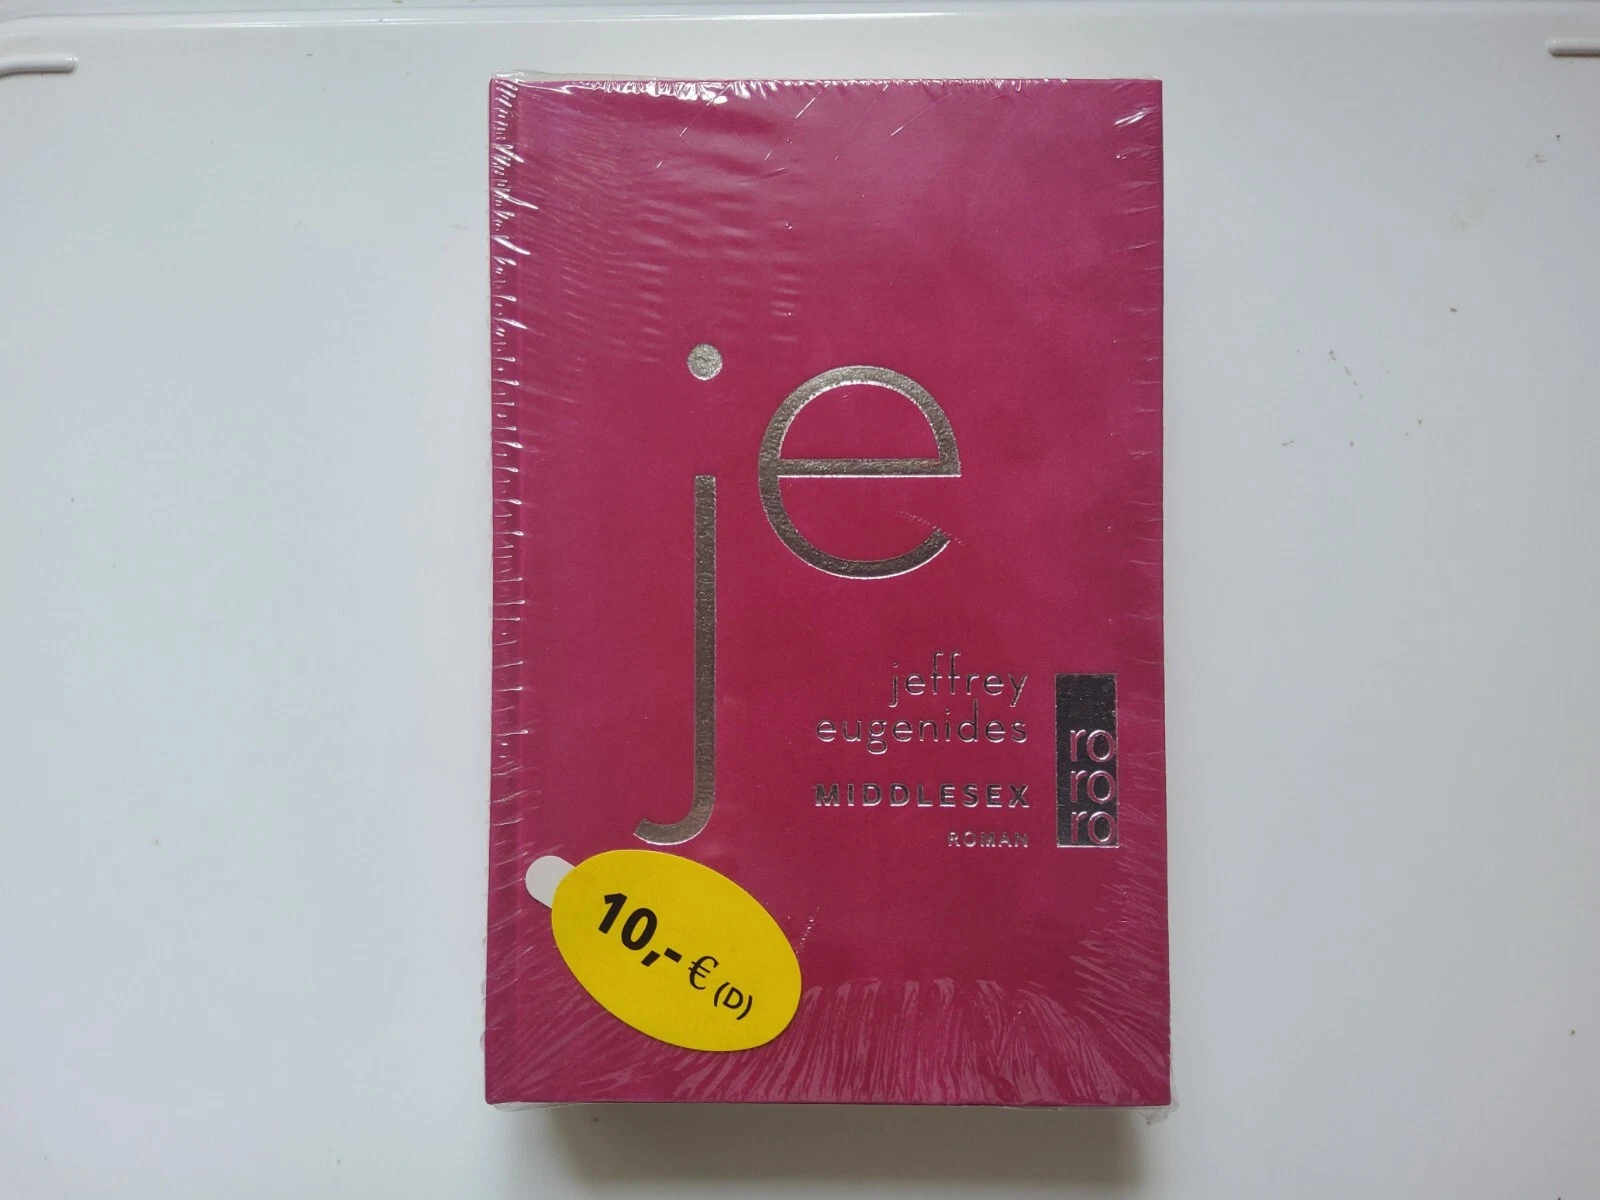 je
jeffrey
eugenides
MIDDLESEX
ROMAN
ro
ro
ro
10,- € (D)